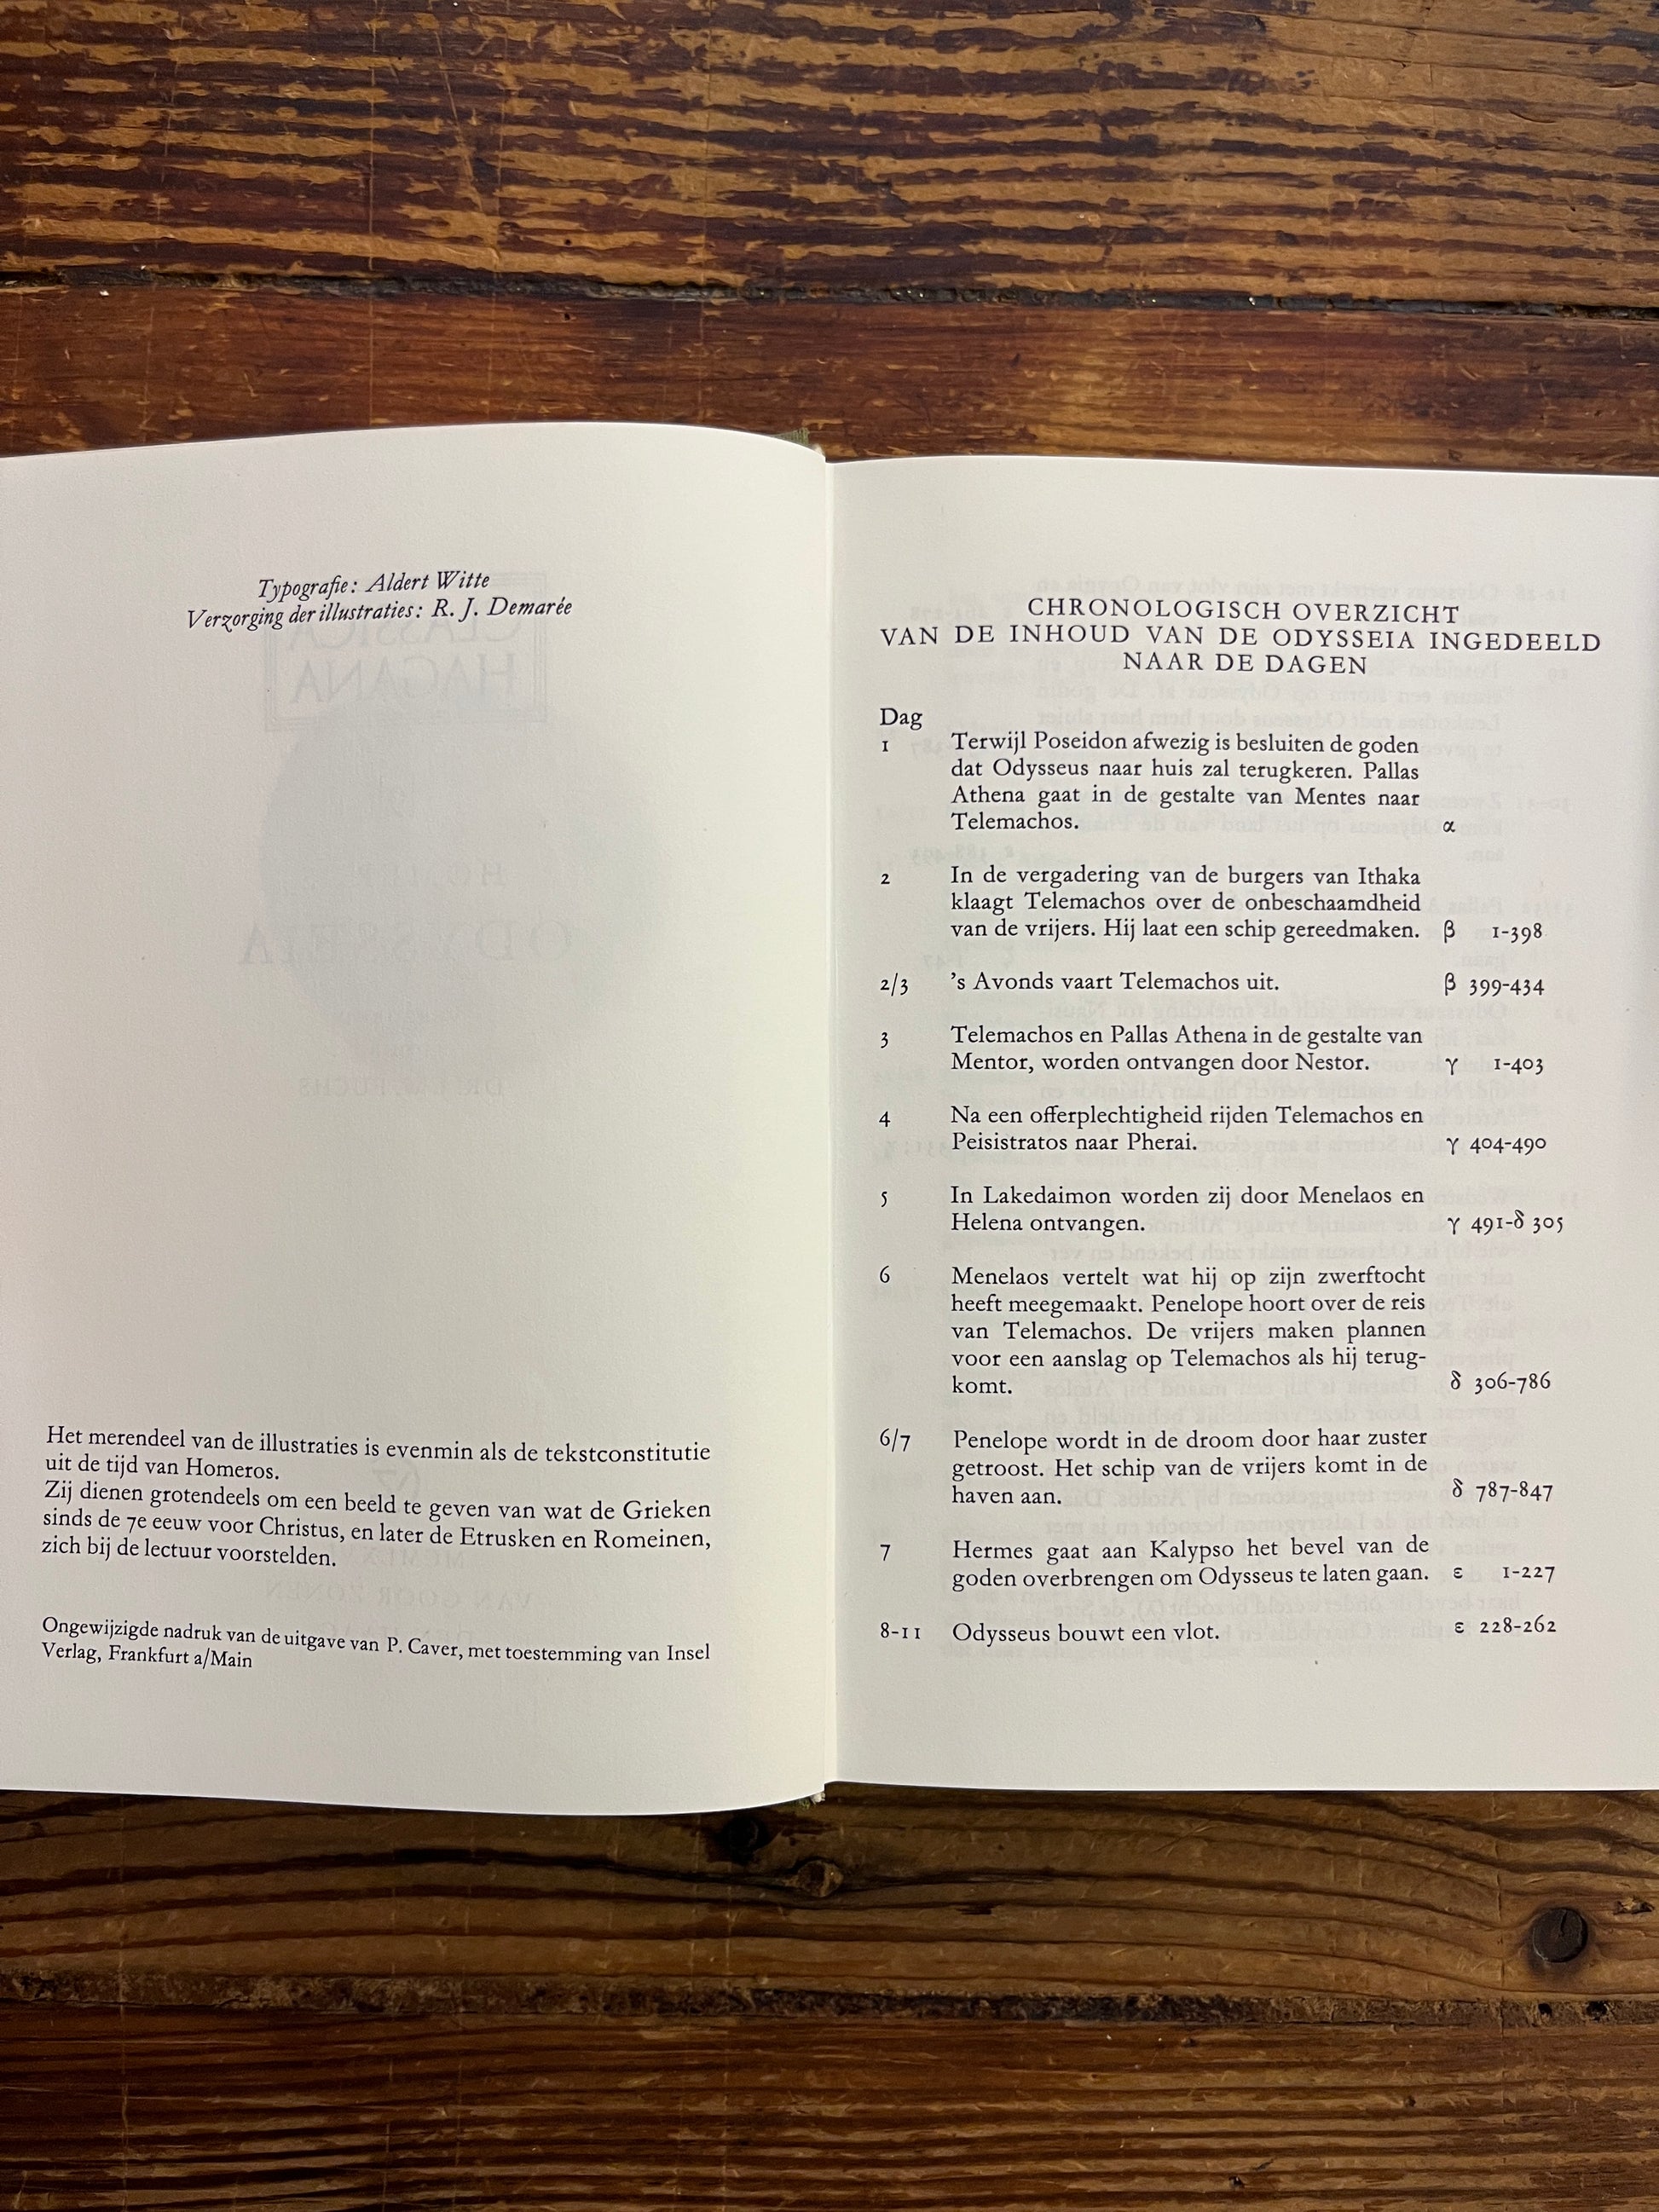 Typografie: Aldert Witte
Verzorging der illustraties: R. J. Demarée
Het merendeel van de illustraties is evenmin als de tekstconstitutie
uit de tijd van Homeros.
Zij dienen grotendeels om een beeld te geven van wat de Grieken
sinds de 7e eeuw voor Christus, en later de Etrusken en Romeinen,
zich bij de lectuur voorstelden.
Ongewijzigde nadruk van de uitgave van P. Caver, met toestemming van Insel
Verlag, Frankfurt a/Main
CHRONOLOGISCH OVERZICHT
VAN DE INHOUD VAN DE ODYSSEIA INGEDEELD
NAAR DE DAGEN
Dag
1 Terwijl Poseidon afwezig is besluiten de goden
dat Odysseus naar huis zal terugkeren. Pallas
Athena gaat in de gestalte van Mentes naar
Telemachos. α
2 In de vergadering van de burgers van Ithaka
klaagt Telemachos over de onbeschaamdheid
van de vrijers. Hij laat een schip gereedmaken. β 1-398
2/3 's Avonds vaart Telemachos uit. β 399-434
3 Telemachos en Pallas Athena in de gestalte van
Mentor, worden ontvangen door Nestor. γ 1-403
4 Na een offerplechtigheid rijden Telemachos en
Peisistratos naar Pherai. γ 404-490
5 In Lakedaimon worden zij door Menelaos en
Helena ontvangen. γ 491-δ 305
6 Menelaos vertelt wat hij op zijn zwerftocht
heeft meegemaakt. Penelope hoort over de reis
van Telemachos. De vrijers maken plannen
voor een aanslag op Telemachos als hij terug-
komt. δ 306-786
6/7 Penelope wordt in de droom door haar zuster
getroost. Het schip van de vrijers komt in de
haven aan. δ 787-847
7 Hermes gaat aan Kalypso het bevel van de
goden overbrengen om Odysseus te laten gaan. ε 1-227
8-11 Odysseus bouwt een vlot. ε 228-262